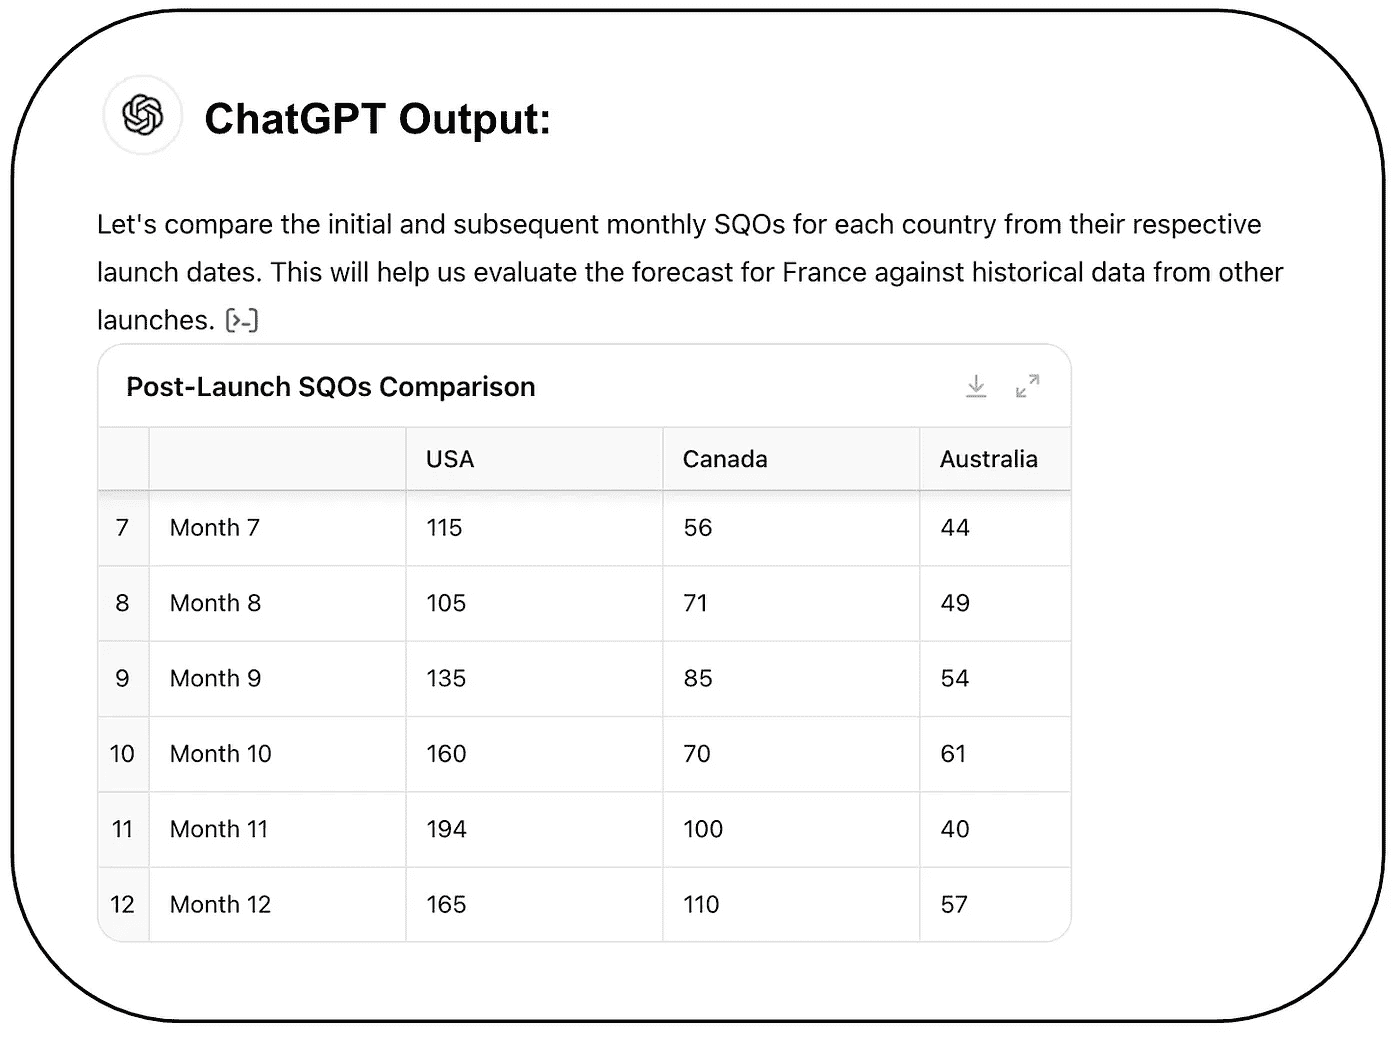 ChatGPT Output:
Let's compare the initial and subsequent monthly SQOs for each country from their respective
launch dates. This will help us evaluate the forecast for France against historical data from other
launches. [>_]
Post-Launch SQOs Comparison
USA Canada Australia
7 Month 7 115 56 44
8 Month 8 105 71 49
9 Month 9 135 85 54
10 Month 10 160 70 61
11 Month 11 194 100 40
12 Month 12 165 110 57